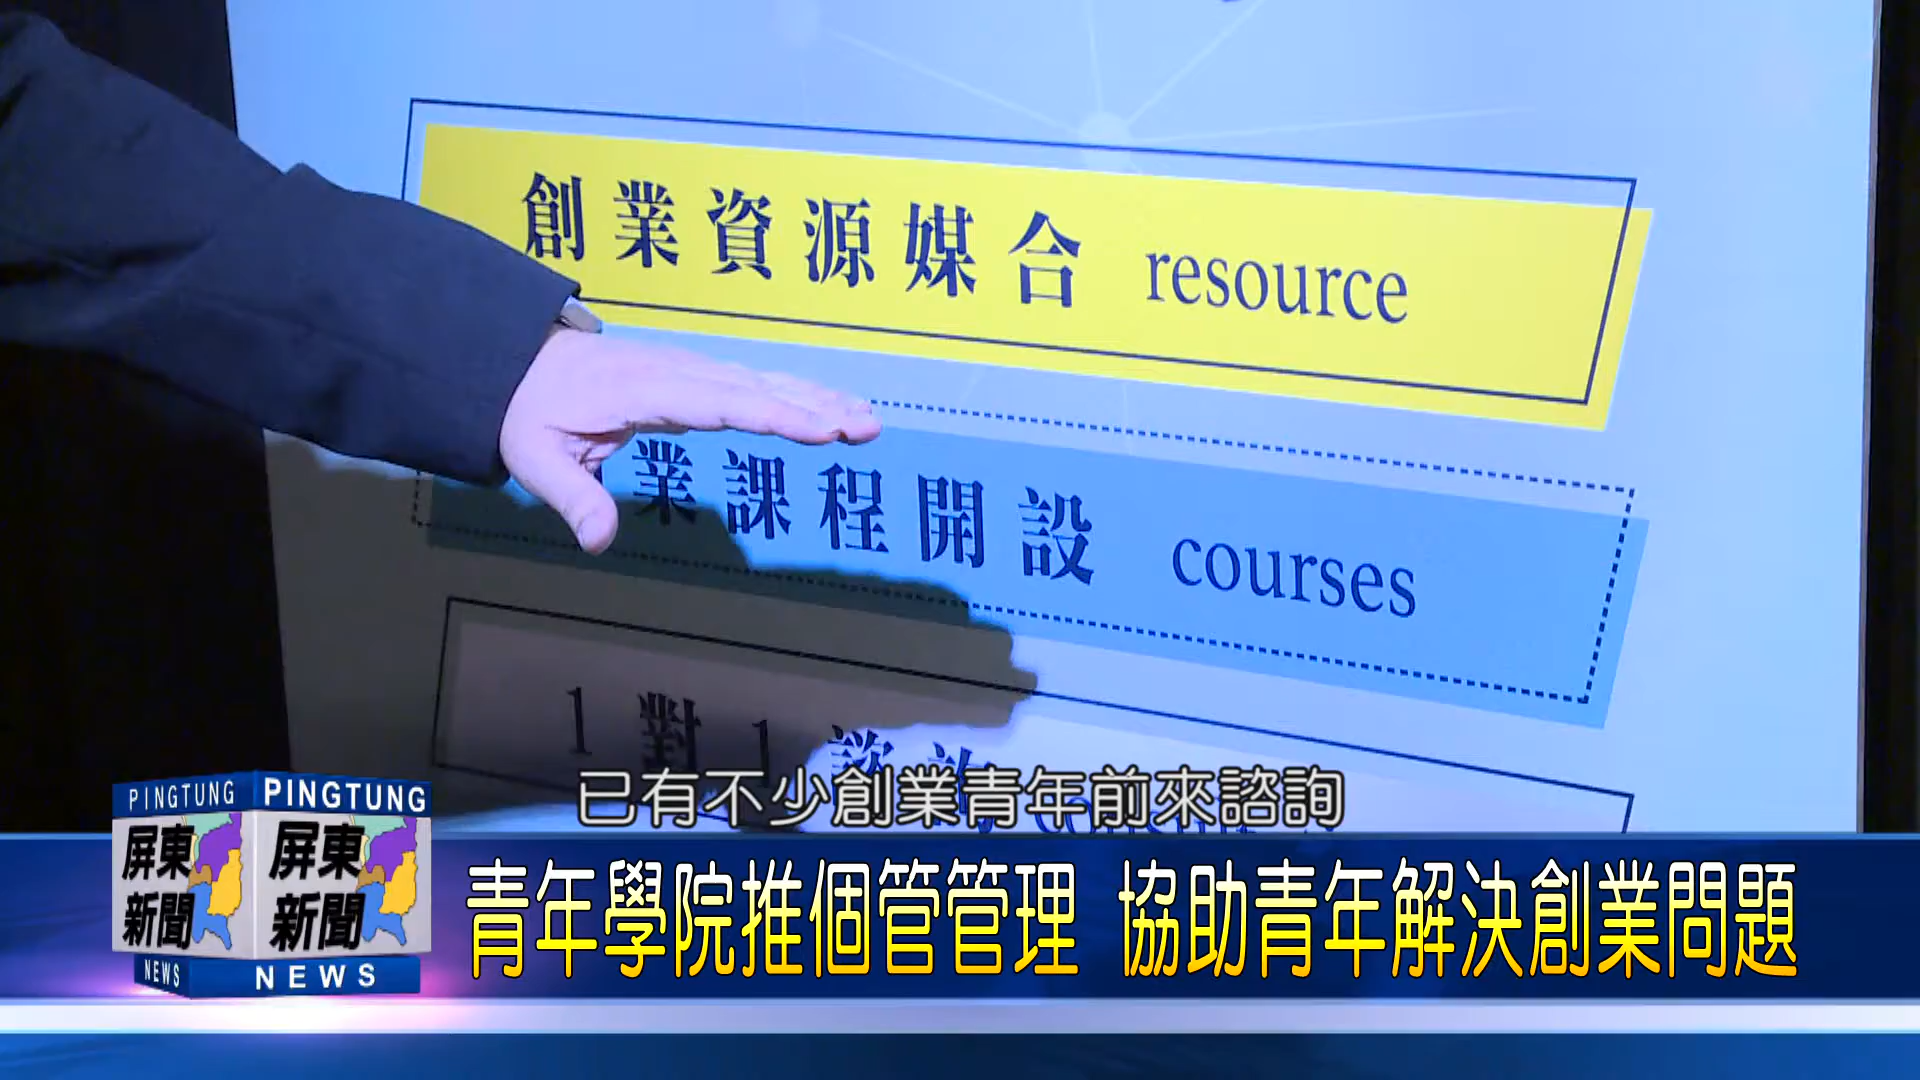 創業資源媒合 resource
業課程開設 courses
1對1諮詢
已有不少創業青年前來諮詢
青年學院推個管管理 協助青年解決創業問題
PINGTUNG PINGTUNG
屏東 屏東
新聞 新聞
NEWS NEWS